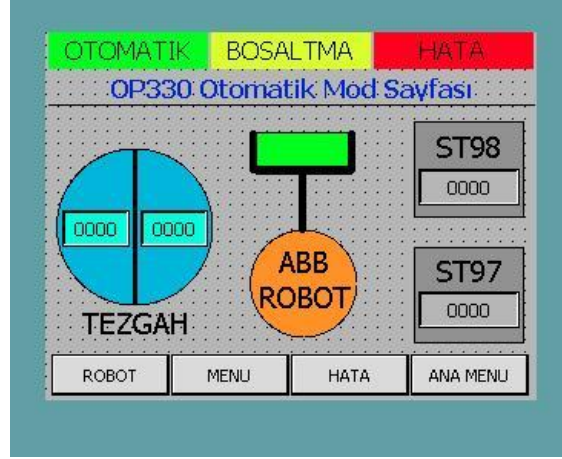 OTOMATIK BOSALTMA HATA
OP330 Otomatik Mod Sayfası
ST98
0000
0000 0000
ABB
ROBOT
ST97
0000
TEZGAH
ROBOT MENU HATA ANA MENU